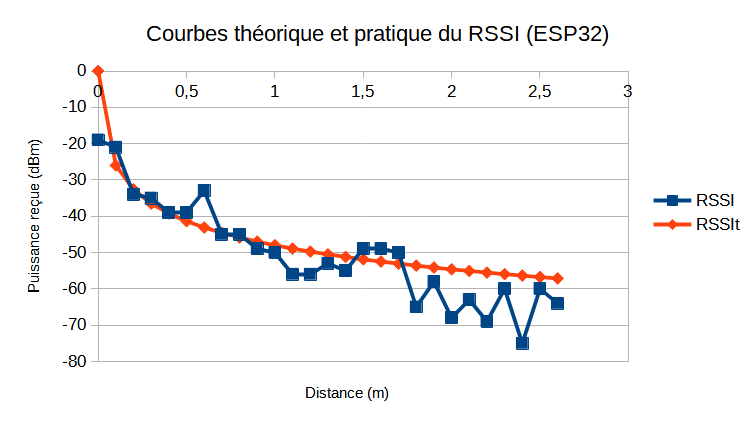 Courbes théorique et pratique du RSSI (ESP32)
0
0 0,5 1 1,5 2 2,5 3
-10
-20
-30
-40
-50
-60
-70
-80
Puissance reçue (dBm)
Distance (m)
RSSI
RSSIt